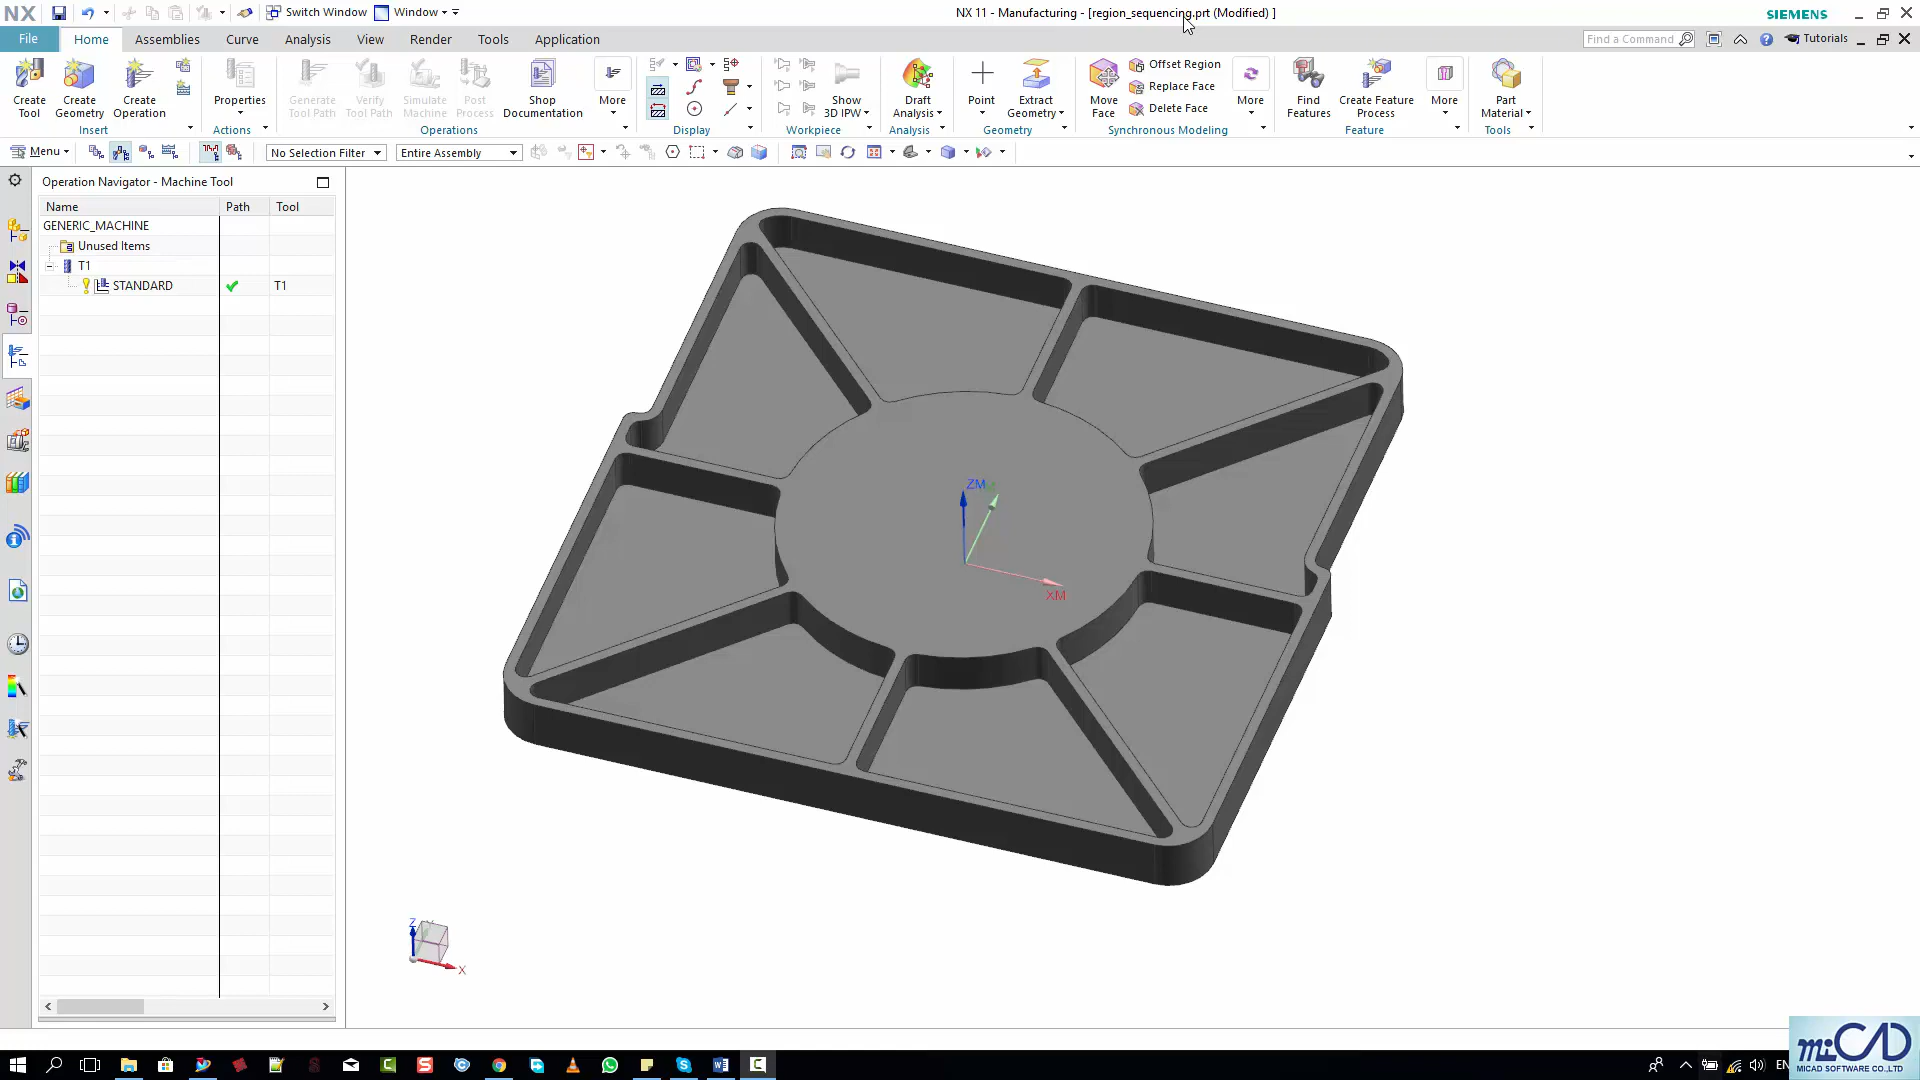 NX
Switch Window
Window
NX 11 - Manufacturing - [region_sequencing.prt (Modified) ]
SIEMENS
File
Home
Assemblies
Curve
Analysis
View
Render
Tools
Application
Find a Command
Tutorials
Create Tool
Create Geometry
Create Operation
Properties
Generate Tool Path
Verify Tool Path
Simulate Machine
Post Process
Shop Documentation
More
Show 3D IPW
Draft Analysis
Point
Extract Geometry
Move Face
Offset Region
Replace Face
Delete Face
More
Find Features
Create Feature Process
More
Part Material
Insert
Actions
Operations
Display
Workpiece
Analysis
Geometry
Synchronous Modeling
Feature
Tools
Menu
No Selection Filter
Entire Assembly
Operation Navigator - Machine Tool
Name
Path
Tool
GENERIC_MACHINE
Unused Items
T1
STANDARD
T1
ZM
XM
Z
X
miCAD
MICAD SOFTWARE CO.,LTD